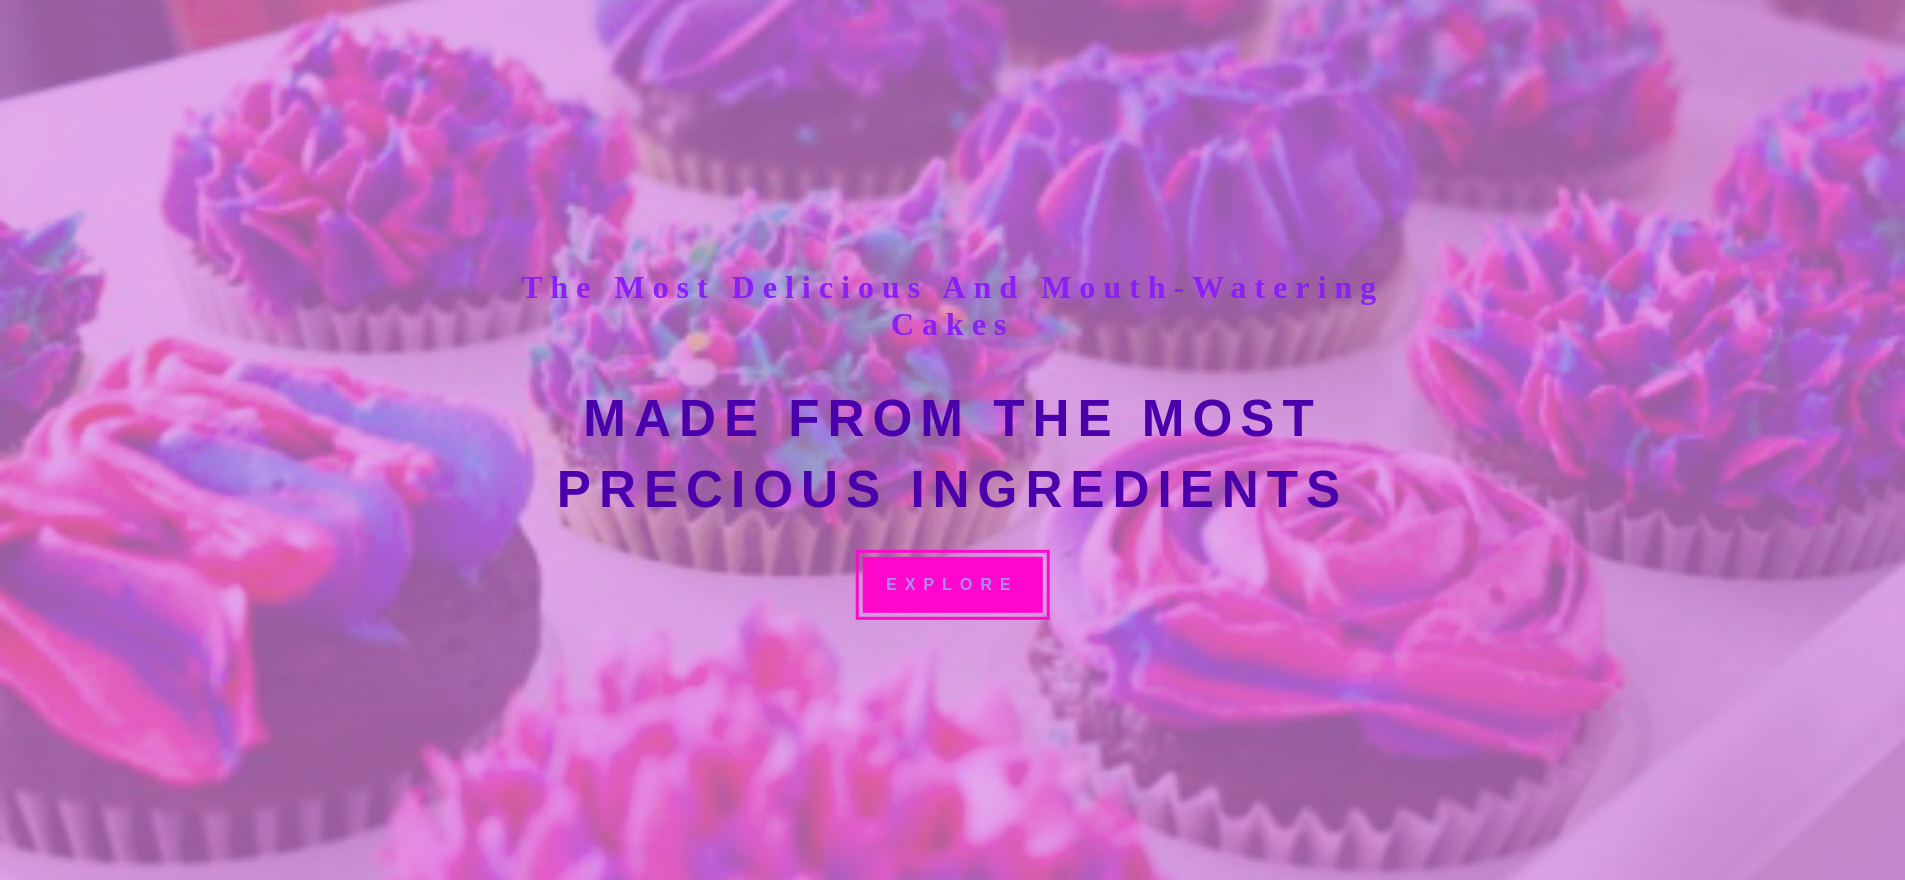 The Most Delicious And Mouth-Watering
Cakes
MADE FROM THE MOST
PRECIOUS INGREDIENTS
EXPLORE